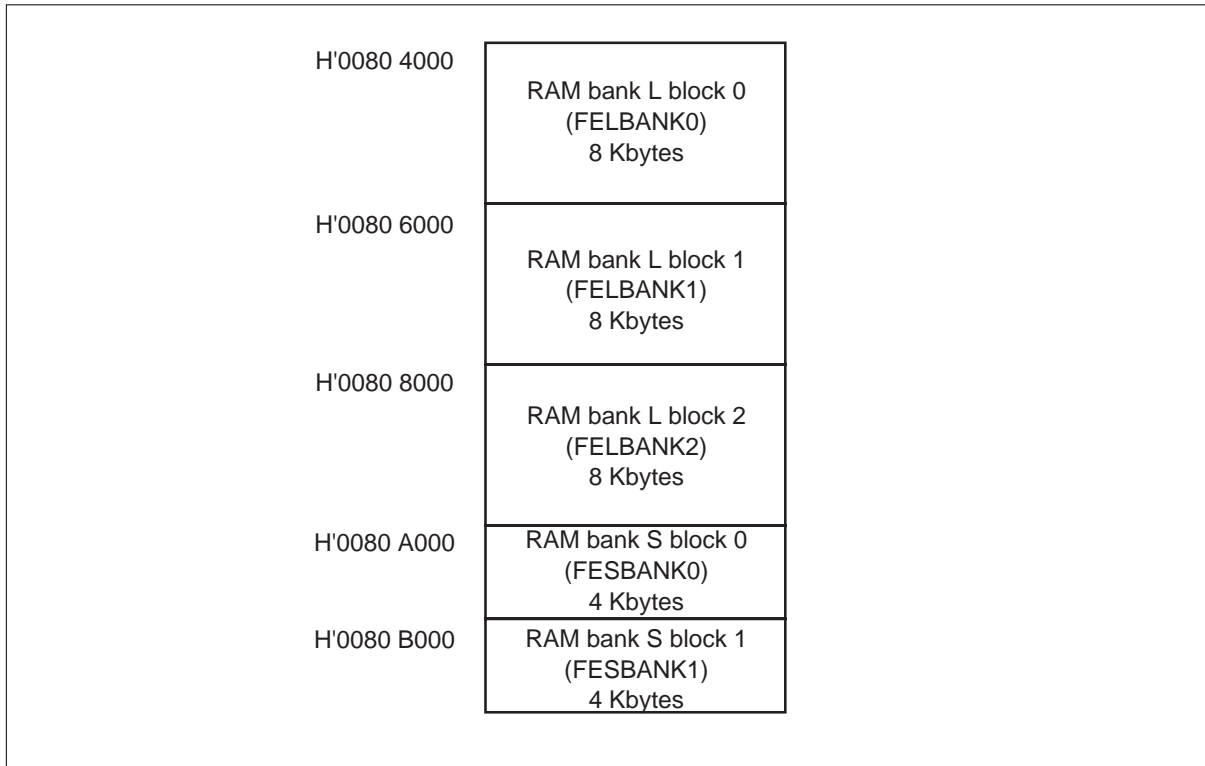 H'0080 4000
RAM bank L block 0
(FELBANK0)
8 Kbytes
H'0080 6000
RAM bank L block 1
(FELBANK1)
8 Kbytes
H'0080 8000
RAM bank L block 2
(FELBANK2)
8 Kbytes
H'0080 A000
RAM bank S block 0
(FESBANK0)
4 Kbytes
H'0080 B000
RAM bank S block 1
(FESBANK1)
4 Kbytes